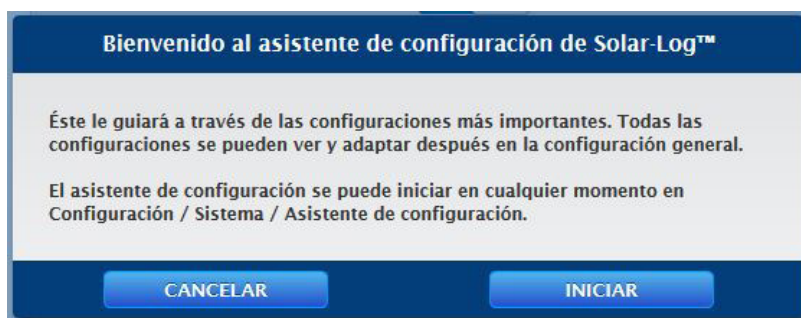 Bienvenido al asistente de configuración de Solar-Log™
Éste le guiará a través de las configuraciones más importantes. Todas las
configuraciones se pueden ver y adaptar después en la configuración general.
El asistente de configuración se puede iniciar en cualquier momento en
Configuración / Sistema / Asistente de configuración.
CANCELAR
INICIAR